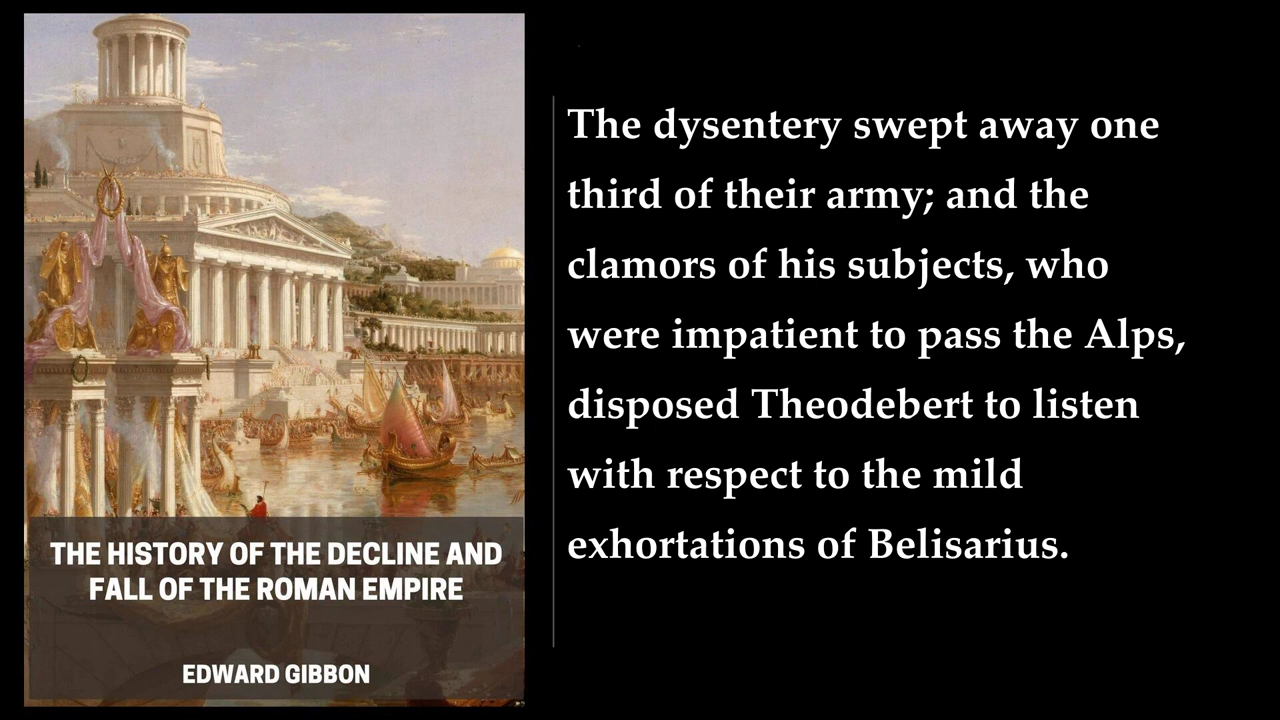 THE HISTORY OF THE DECLINE AND
FALL OF THE ROMAN EMPIRE
EDWARD GIBBON
The dysentery swept away one
third of their army; and the
clamors of his subjects, who
were impatient to pass the Alps,
disposed Theodebert to listen
with respect to the mild
exhortations of Belisarius.